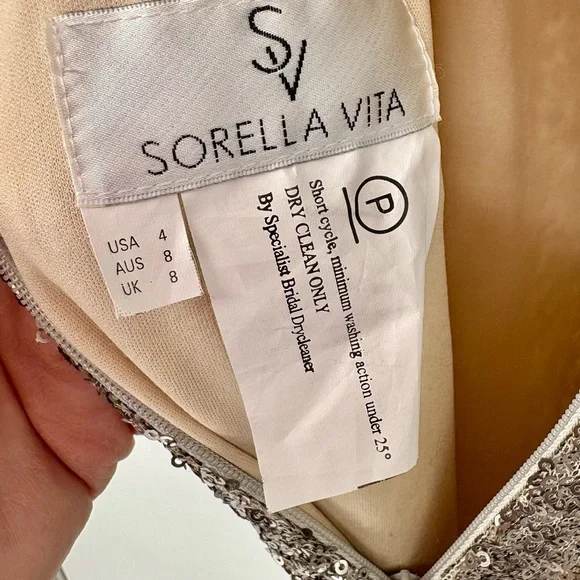 SV
SORELLA VITA
USA 4
AUS 8
UK 8
P
Short cycle, minimum washing action under 25°
DRY CLEAN ONLY
By Specialist Bridal Drycleaner